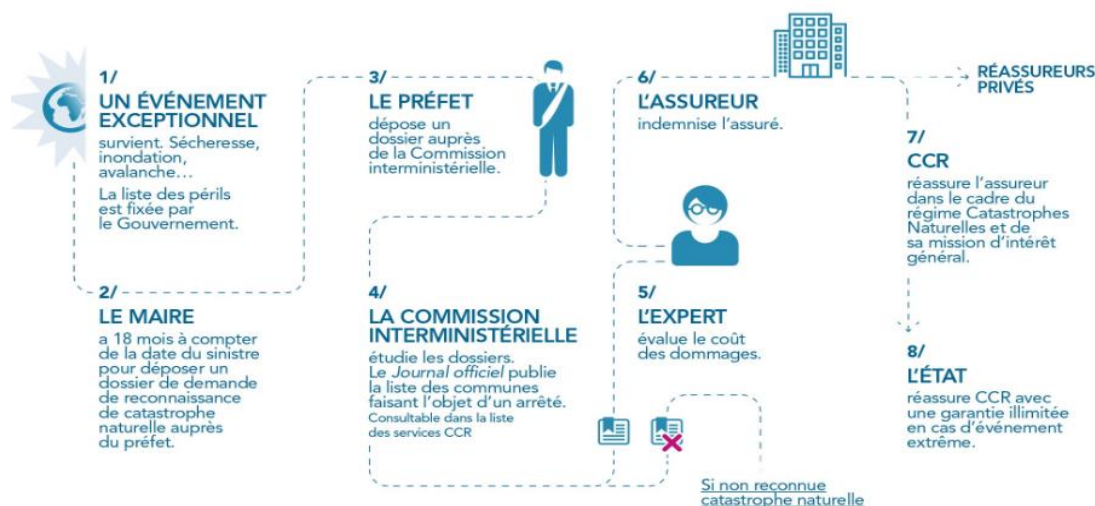 1/
UN ÉVÉNEMENT
EXCEPTIONNEL
survient. Sécheresse,
inondation,
avalanche…
La liste des périls
est fixée par
le Gouvernement.
2/
LE MAIRE
a 18 mois à compter
de la date du sinistre
pour déposer un
dossier de demande
de reconnaissance
de catastrophe
naturelle auprès
du préfet.
3/
LE PRÉFET
dépose un
dossier auprès
de la Commission
interministérielle.
4/
LA COMMISSION
INTERMINISTÉRIELLE
étudie les dossiers.
Le Journal officiel publie
la liste des communes
faisant l'objet d'un arrêté.
Consultable dans la liste
des services CCR
5/
L'EXPERT
évalue le coût
des dommages.
Si non reconnue
catastrophe naturelle
6/
L'ASSUREUR
indemnise l'assuré.
RÉASSUREURS
PRIVÉS
7/
CCR
réassure l'assureur
dans le cadre du
régime Catastrophes
Naturelles et de
sa mission d'intérêt
général.
8/
L'ÉTAT
réassure CCR avec
une garantie illimitée
en cas d'événement
extrême.